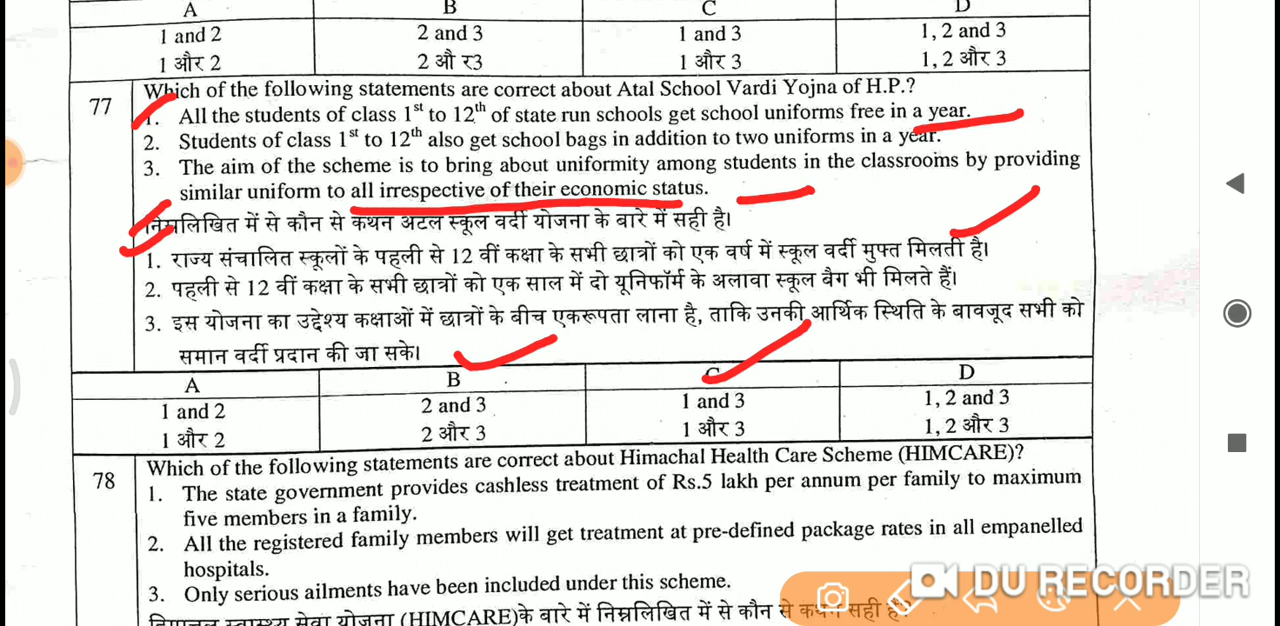 A B C D
1 and 2 2 and 3 1 and 3 1, 2 and 3
1 और 2 2 औ र3 1 और 3 1, 2 और 3
77 Which of the following statements are correct about Atal School Vardi Yojna of H.P.?
1. All the students of class 1st to 12th of state run schools get school uniforms free in a year.
2. Students of class 1st to 12th also get school bags in addition to two uniforms in a year.
3. The aim of the scheme is to bring about uniformity among students in the classrooms by providing
similar uniform to all irrespective of their economic status.
निम्नलिखित में से कौन से कथन अटल स्कूल वर्दी योजना के बारे में सही है।
1. राज्य संचालित स्कूलों के पहली से 12 वीं कक्षा के सभी छात्रों को एक वर्ष में स्कूल वर्दी मुफ्त मिलती है।
2. पहली से 12 वीं कक्षा के सभी छात्रों को एक साल में दो यूनिफॉर्म के अलावा स्कूल बैग भी मिलते हैं।
3. इस योजना का उद्देश्य कक्षाओं में छात्रों के बीच एकरूपता लाना है, ताकि उनकी आर्थिक स्थिति के बावजूद सभी को
समान वर्दी प्रदान की जा सके।
A B C D
1 and 2 2 and 3 1 and 3 1, 2 and 3
1 और 2 2 और 3 1 और 3 1, 2 और 3
78 Which of the following statements are correct about Himachal Health Care Scheme (HIMCARE)?
1. The state government provides cashless treatment of Rs.5 lakh per annum per family to maximum
five members in a family.
2. All the registered family members will get treatment at pre-defined package rates in all empanelled
hospitals.
3. Only serious ailments have been included under this scheme.
DU RECORDER
योजना (HIMCARE)के बारे में निम्नलिखित में से कौन से कथन सही है?